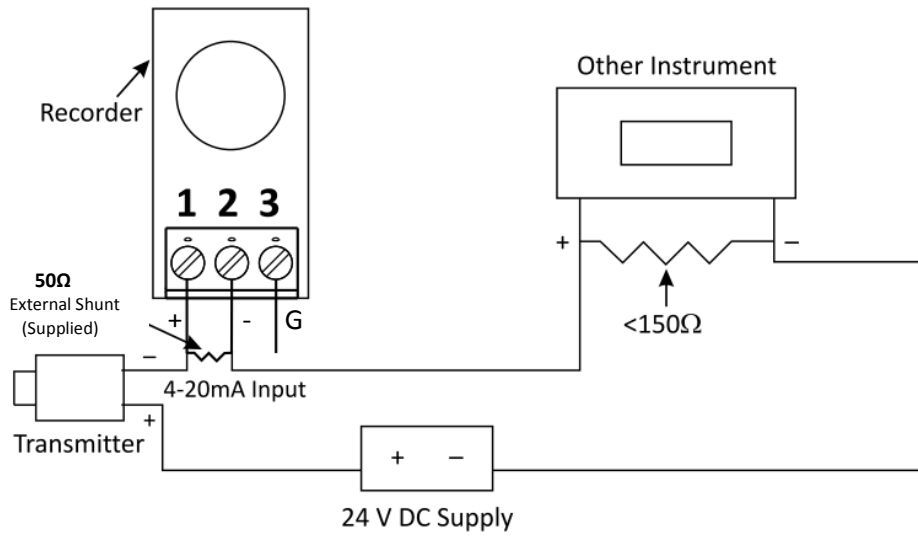 Other Instrument
Recorder
1 2 3
+ −
50Ω
External Shunt
(Supplied)
+ - G
<150Ω
−
4-20mA Input
+
Transmitter
+ −
24 V DC Supply